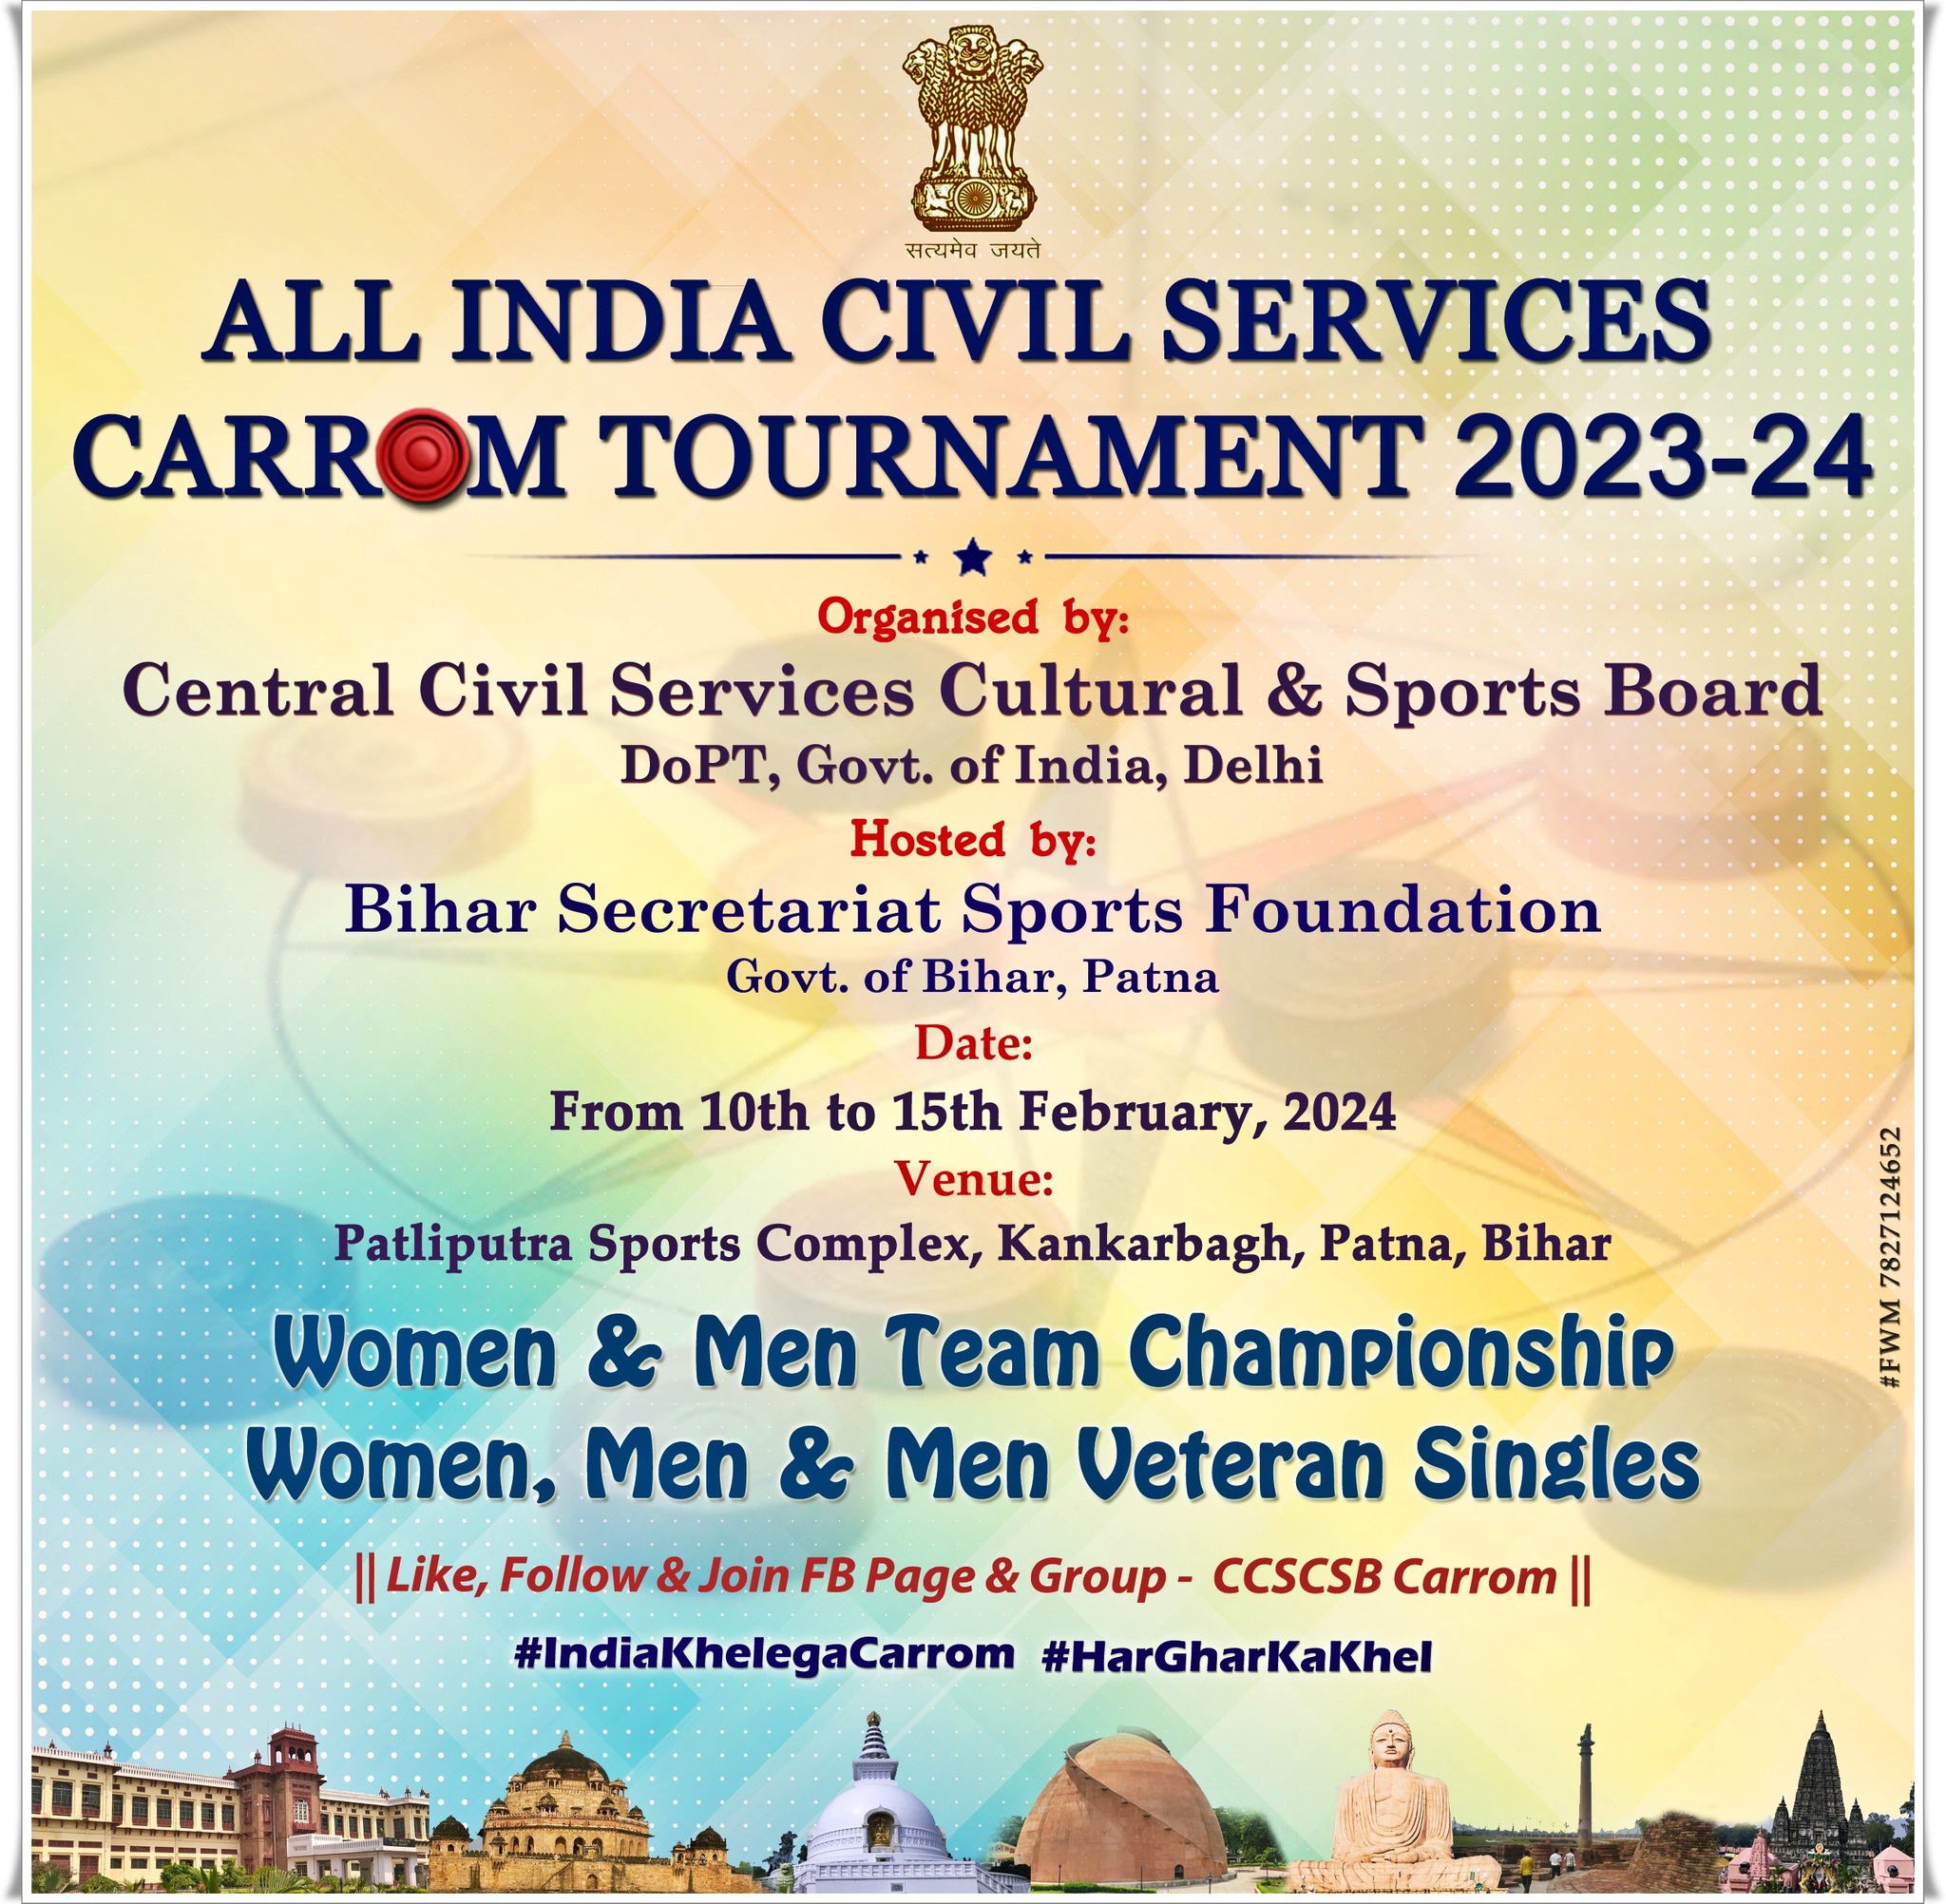 सत्यमेव जयते
ALL INDIA CIVIL SERVICES
CARROM TOURNAMENT 2023-24
Organised by:
Central Civil Services Cultural & Sports Board
DoPT, Govt. of India, Delhi
Hosted by:
Bihar Secretariat Sports Foundation
Govt. of Bihar, Patna
Date:
From 10th to 15th February, 2024
Venue:
Patliputra Sports Complex, Kankarbagh, Patna, Bihar
Women & Men Team Championship
Women, Men & Men Veteran Singles
|| Like, Follow & Join FB Page & Group - CCSCSB Carrom ||
#IndiaKhelegaCarrom #HarGharKaKhel
#FWM 7827124652